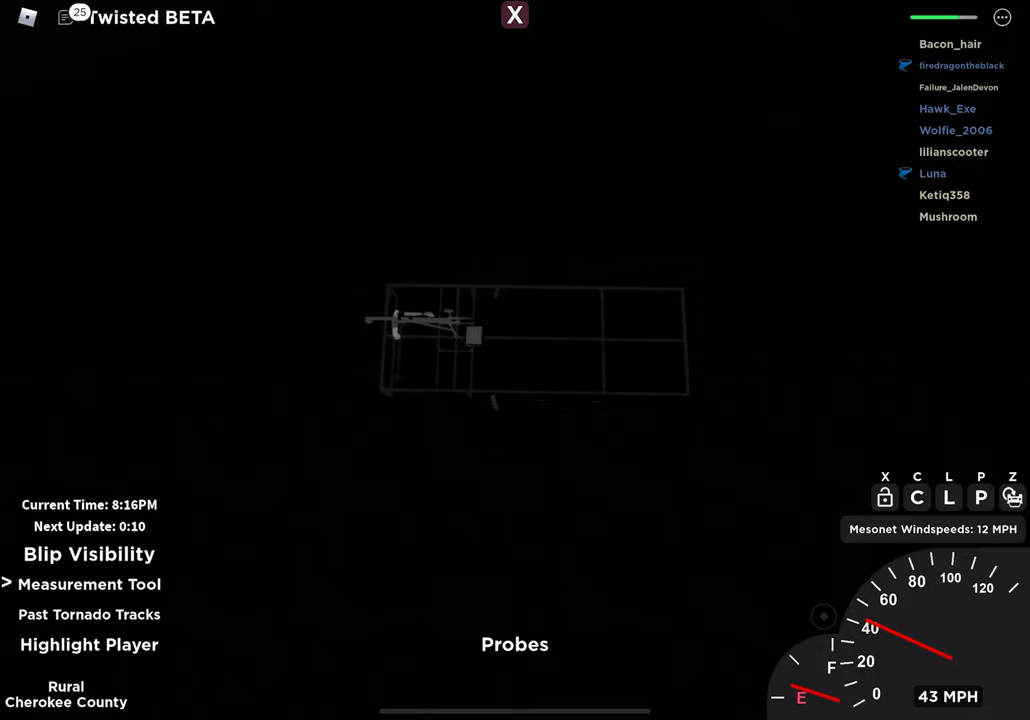 25
Twisted BETA
X
Bacon_hair
firedragontheblack
Failure_JalenDevon
Hawk_Exe
Wolfie_2006
lilianscooter
Luna
Ketiq358
Mushroom
X C L P Z
C L P
Mesonet Windspeeds: 12 MPH
Current Time: 8:16PM
Next Update: 0:10
Blip Visibility
> Measurement Tool
Past Tornado Tracks
Highlight Player
Rural
Cherokee County
Probes
0 20 40 60 80 100 120
E F
43 MPH